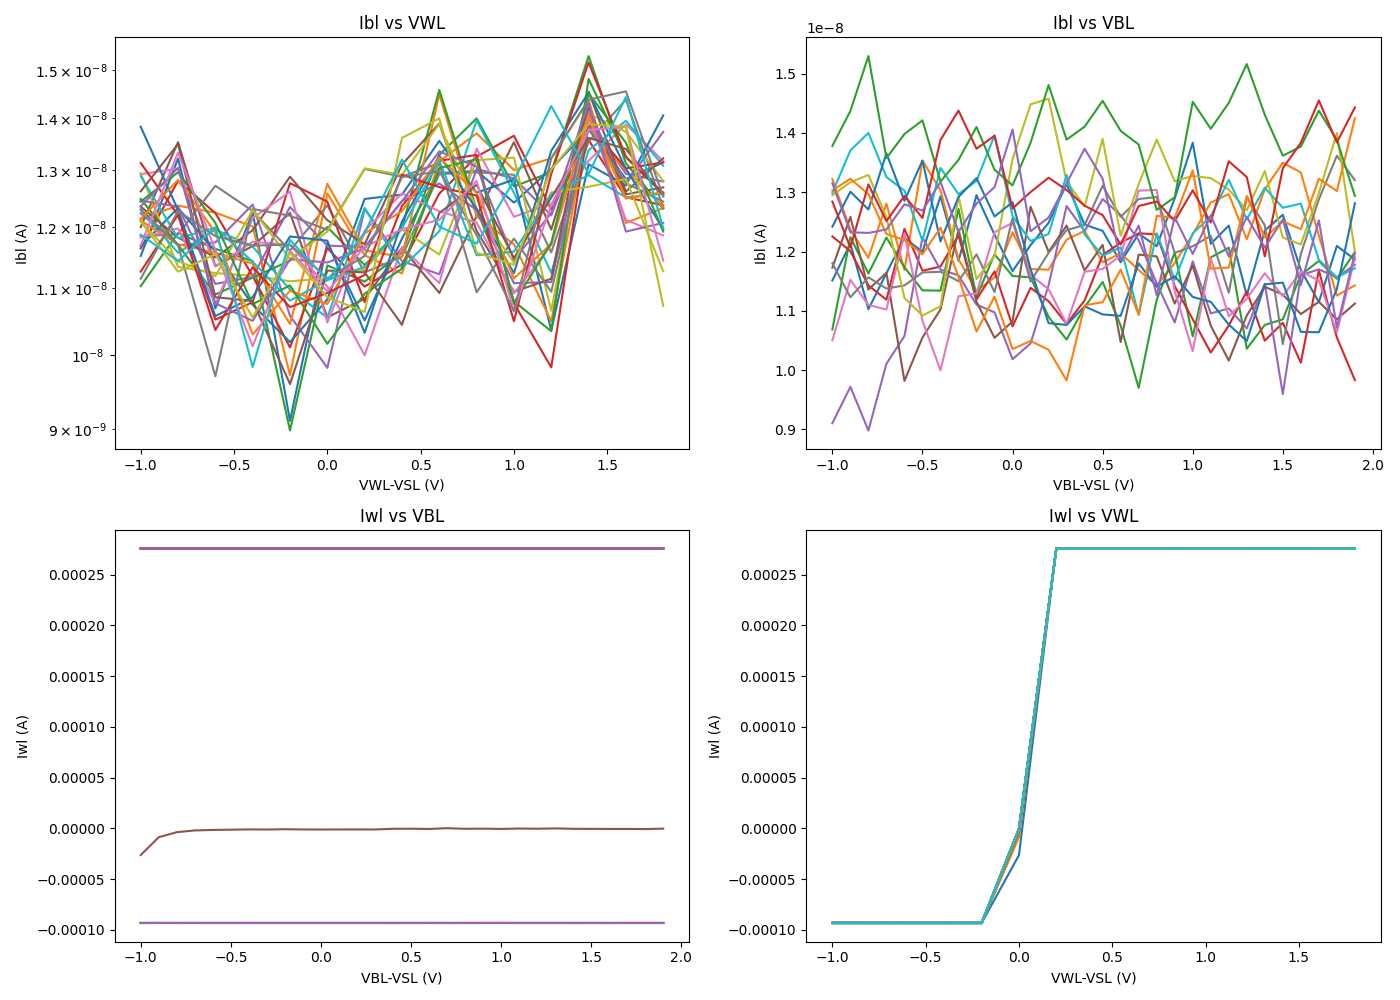 Ibl vs VWL
1.5 × 10⁻⁸
1.4 × 10⁻⁸
1.3 × 10⁻⁸
1.2 × 10⁻⁸
1.1 × 10⁻⁸
10⁻⁸
9 × 10⁻⁹
Ibl (A)
−1.0 −0.5 0.0 0.5 1.0 1.5
VWL-VSL (V)
Ibl vs VBL
1e−8
1.5
1.4
1.3
1.2
1.1
1.0
0.9
Ibl (A)
−1.0 −0.5 0.0 0.5 1.0 1.5 2.0
VBL-VSL (V)
Iwl vs VBL
0.00025
0.00020
0.00015
0.00010
0.00005
0.00000
−0.00005
−0.00010
Iwl (A)
−1.0 −0.5 0.0 0.5 1.0 1.5 2.0
VBL-VSL (V)
Iwl vs VWL
0.00025
0.00020
0.00015
0.00010
0.00005
0.00000
−0.00005
−0.00010
Iwl (A)
−1.0 −0.5 0.0 0.5 1.0 1.5
VWL-VSL (V)